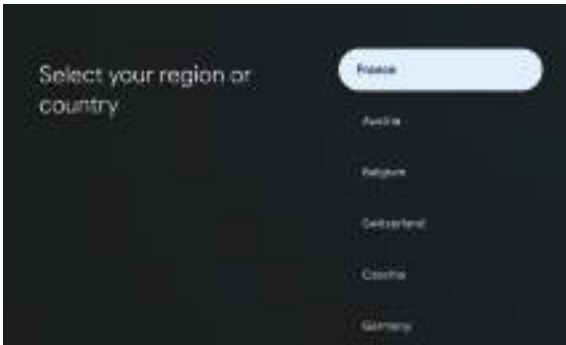 Select your region or
country
France
Austria
Belgium
Switzerland
Czechia
Germany